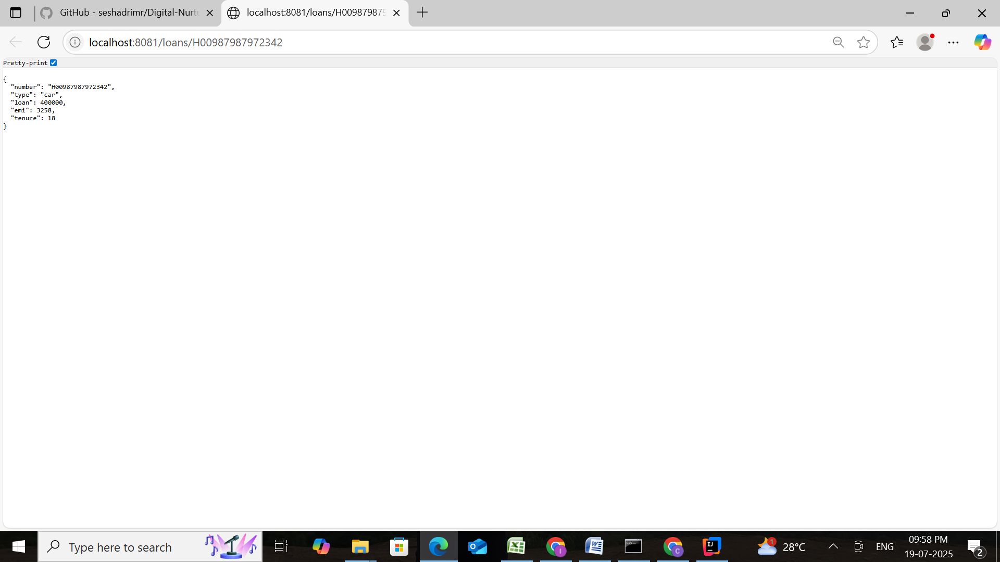 GitHub - seshadrimr/Digital-Nurtu
localhost:8081/loans/H009879879
localhost:8081/loans/H00987987972342
Pretty-print
{
"number": "H00987987972342",
"type": "car",
"loan": 400000,
"emi": 3258,
"tenure": 18
}
Type here to search
1
28°C
ENG
09:58 PM
19-07-2025
2